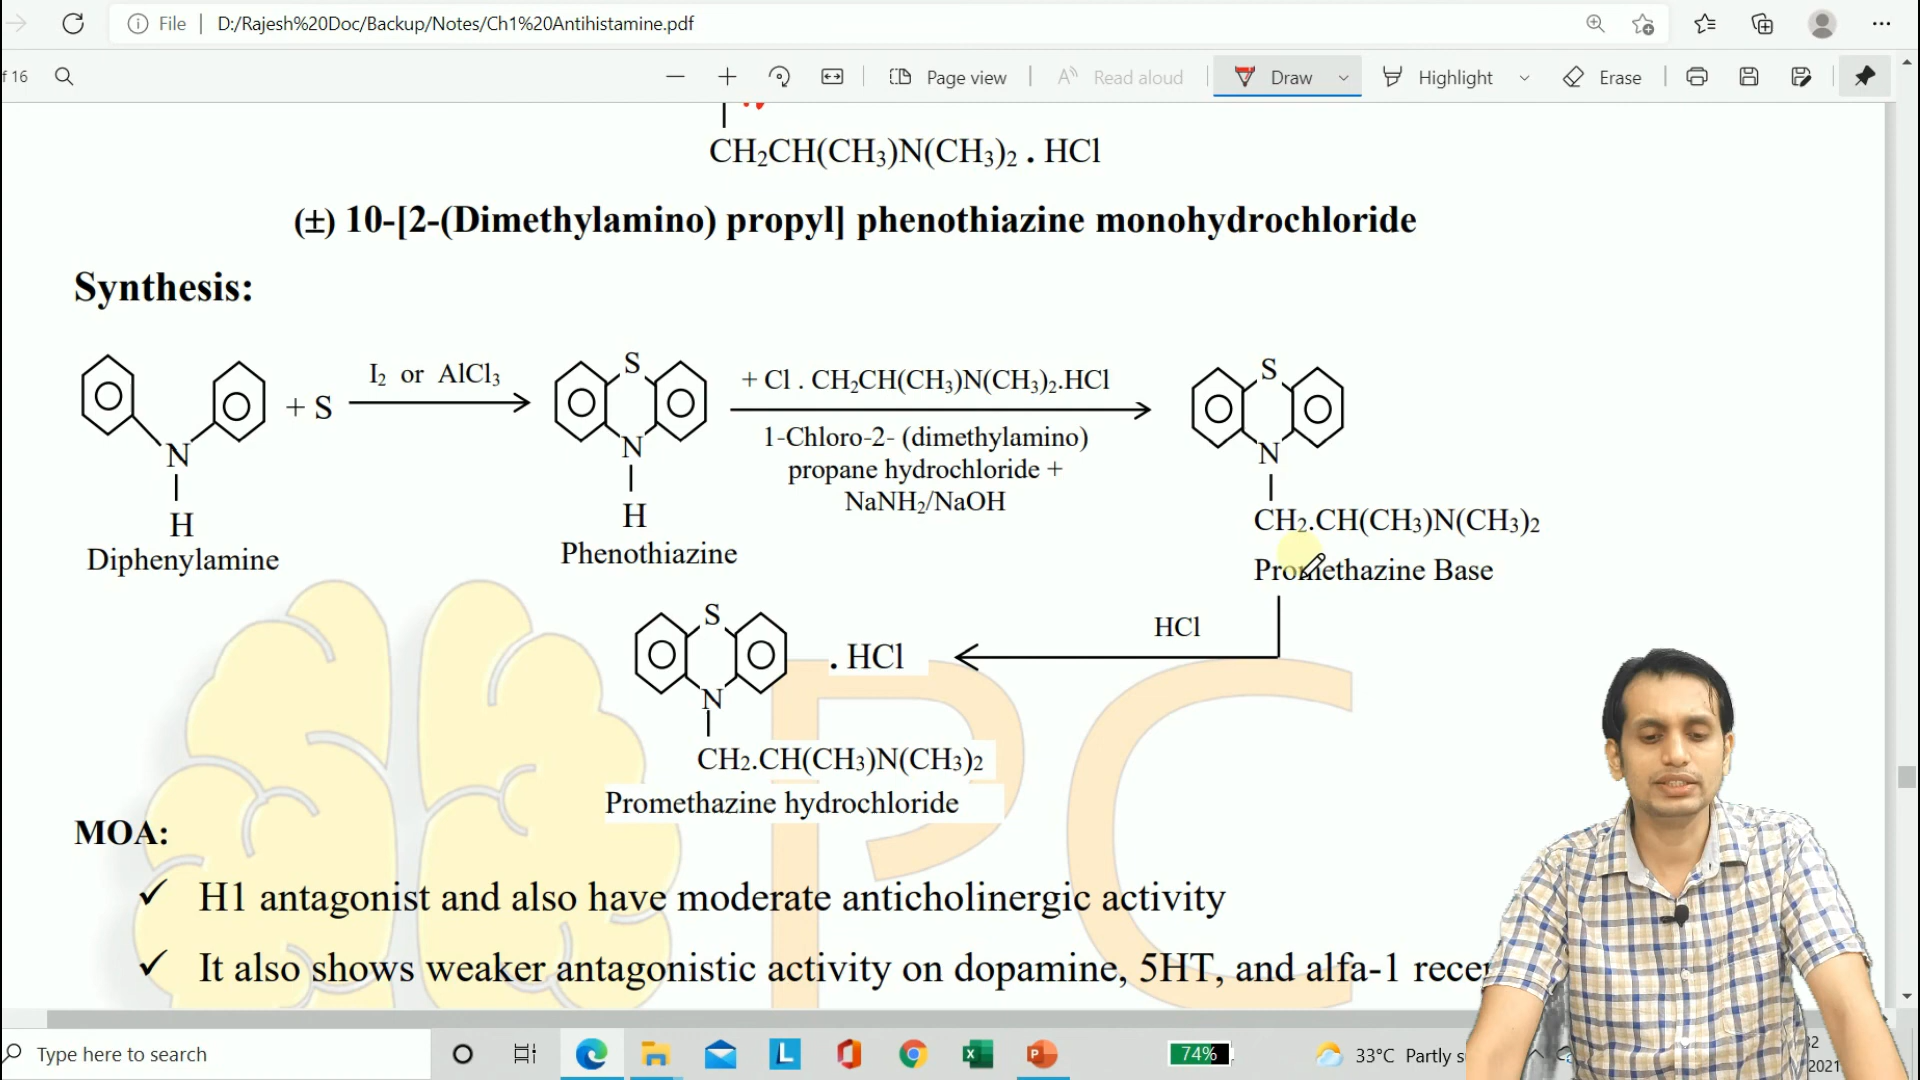 File | D:/Rajesh%20Doc/Backup/Notes/Ch1%20Antihistamine.pdf
f 16 Page view Read aloud Draw Highlight Erase
CH₂CH(CH₃)N(CH₃)₂ . HCl
(±) 10-[2-(Dimethylamino) propyl] phenothiazine monohydrochloride
Synthesis:
N
H
Diphenylamine
+ S
I₂ or AlCl₃
S
N
H
Phenothiazine
+ Cl . CH₂CH(CH₃)N(CH₃)₂.HCl
1-Chloro-2- (dimethylamino)
propane hydrochloride +
NaNH₂/NaOH
S
N
CH₂.CH(CH₃)N(CH₃)₂
Promethazine Base
HCl
S
N
. HCl
CH₂.CH(CH₃)N(CH₃)₂
Promethazine hydrochloride
PC
MOA:
✓ H1 antagonist and also have moderate anticholinergic activity
✓ It also shows weaker antagonistic activity on dopamine, 5HT, and alfa-1
Type here to search
74%
33°C Partly
2021